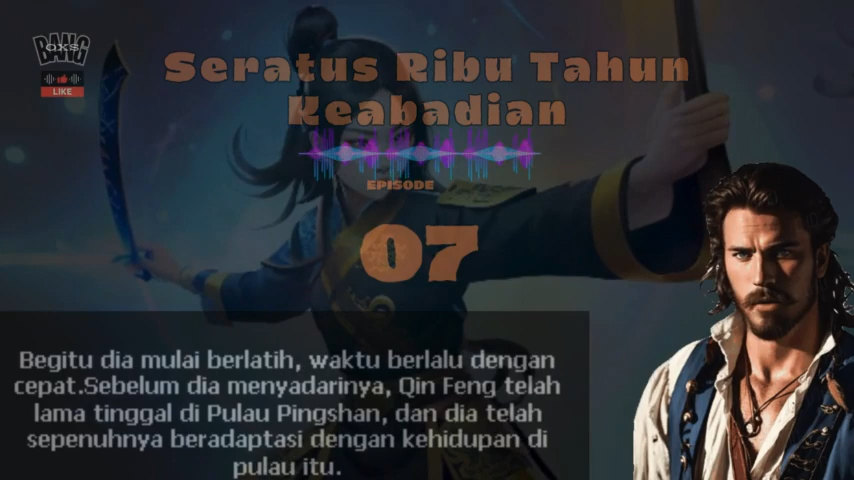 BANG
OXS
LIKE
Seratus Ribu Tahun
Keabadian
EPISODE
07
Begitu dia mulai berlatih, waktu berlalu dengan
cepat.Sebelum dia menyadarinya, Qin Feng telah
lama tinggal di Pulau Pingshan, dan dia telah
sepenuhnya beradaptasi dengan kehidupan di
pulau itu.